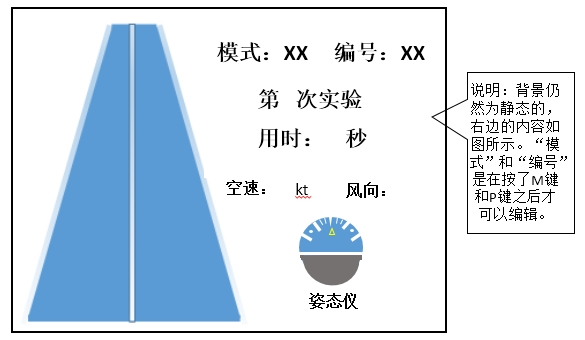 模式：XX 编号：XX
第 次实验
用时： 秒
空速： kt 风向：
姿态仪
说明：背景仍
然为静态的，
右边的内容如
图所示。“模
式”和“编号”
是在按了M键
和P键之后才
可以编辑。